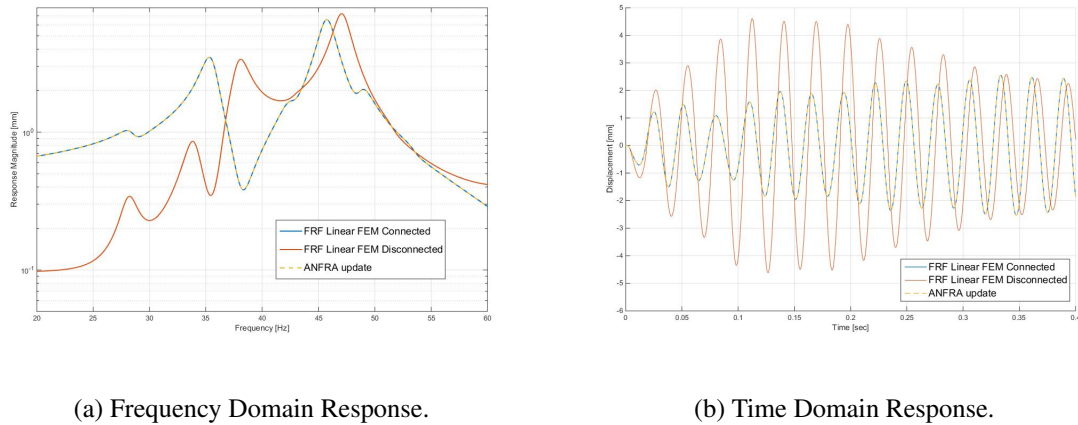 Response Magnitude [mm]
10^0
10^-1
20 25 30 35 40 45 50 55 60
Frequency [Hz]
FRF Linear FEM Connected
FRF Linear FEM Disconnected
ANFRA update
(a) Frequency Domain Response.
Displacement [mm]
5
4
3
2
1
0
-1
-2
-3
-4
-5
-6
0 0.05 0.1 0.15 0.2 0.25 0.3 0.35 0.4
Time [sec]
FRF Linear FEM Connected
FRF Linear FEM Disconnected
ANFRA update
(b) Time Domain Response.